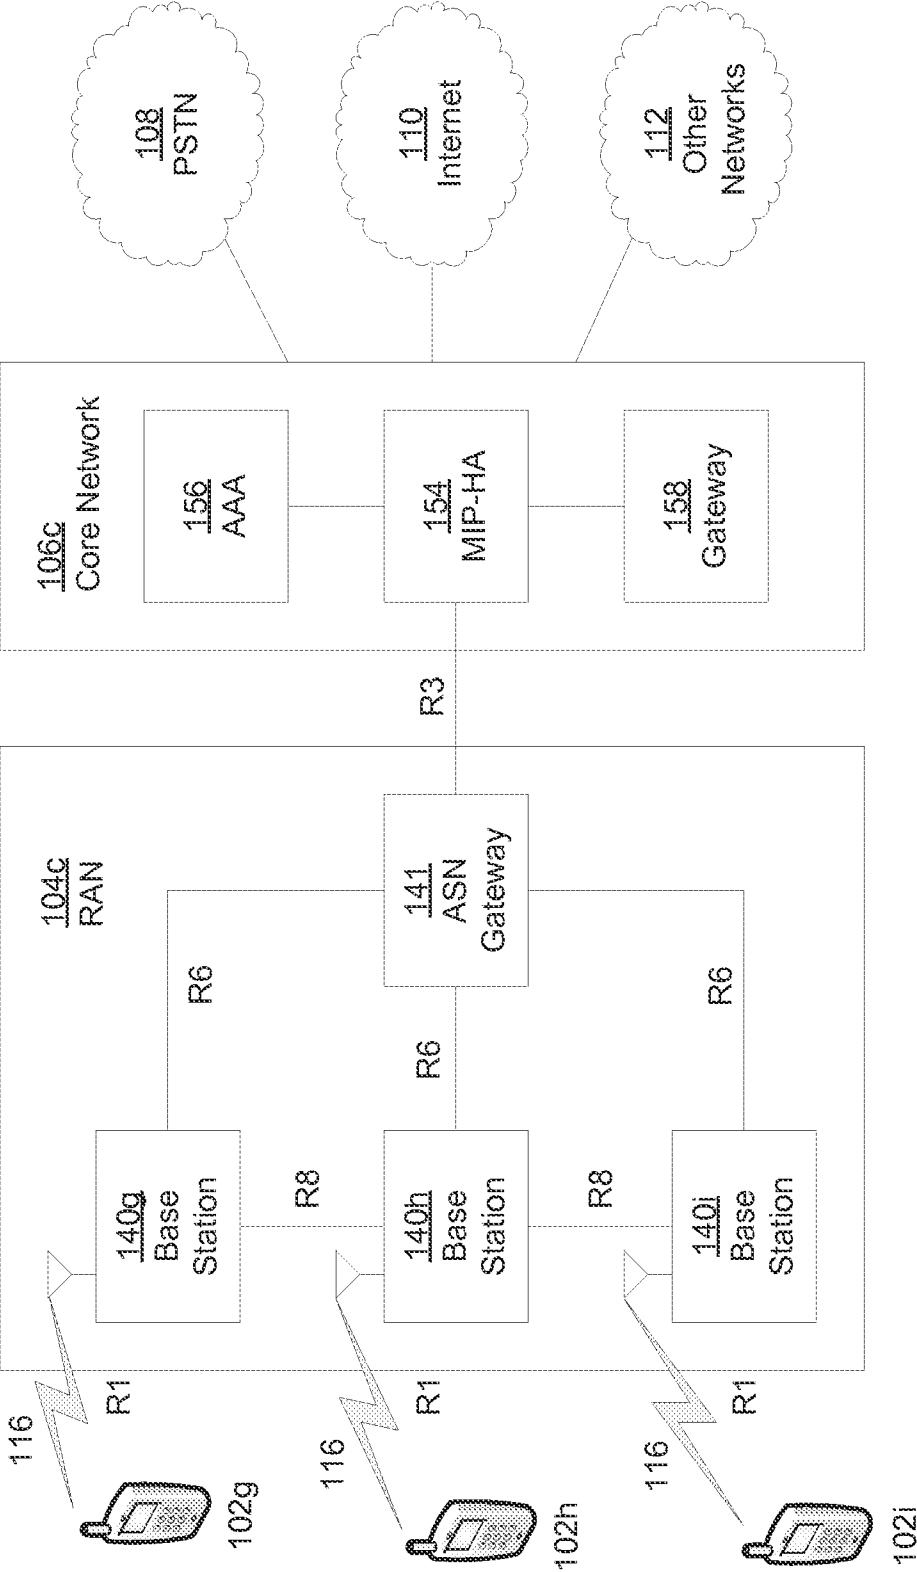 116
102g
R1
116
102h
R1
116
102i
R1
104c
RAN
140g
Base
Station
R8
140h
Base
Station
R8
140i
Base
Station
R6
R6
R6
141
ASN
Gateway
R3
106c
Core Network
156
AAA
154
MIP-HA
158
Gateway
108
PSTN
110
Internet
112
Other
Networks